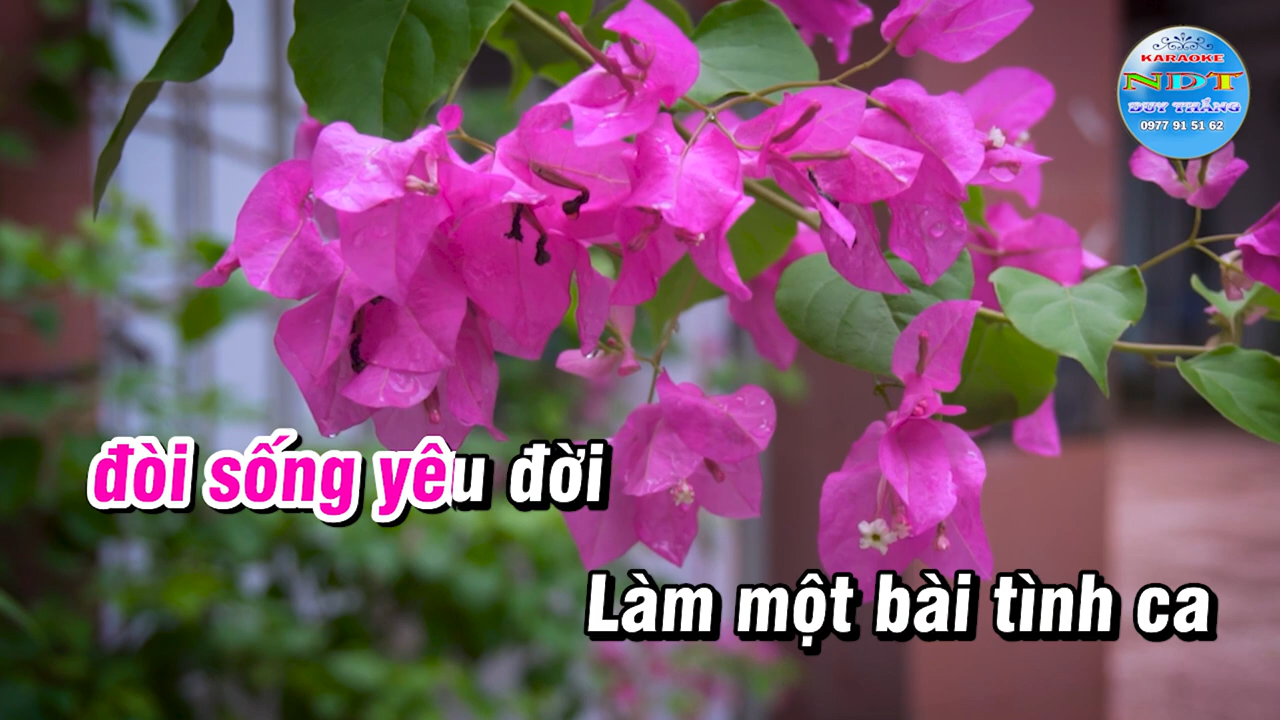 KARAOKE
NDT
DUY THẮNG
0977 91 51 62
đòi sống yêu đời
Làm một bài tình ca